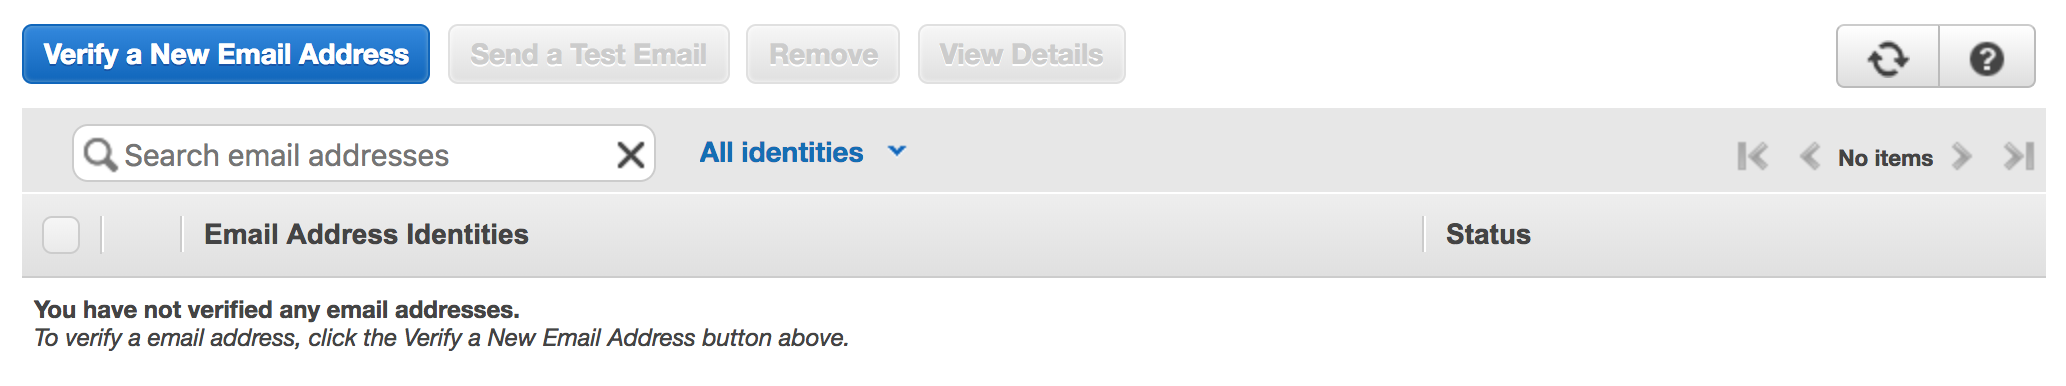 Verify a New Email Address Send a Test Email Remove View Details ?
Search email addresses All identities No items
Email Address Identities Status
You have not verified any email addresses.
To verify a email address, click the Verify a New Email Address button above.